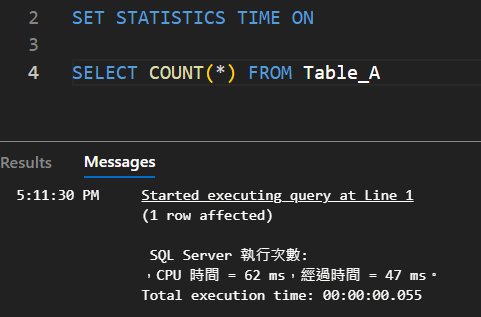 2 SET STATISTICS TIME ON
3
4 SELECT COUNT(*) FROM Table_A
Results Messages
5:11:30 PM Started executing query at Line 1
(1 row affected)
SQL Server 執行次數:
，CPU 時間 = 62 ms，經過時間 = 47 ms。
Total execution time: 00:00:00.055